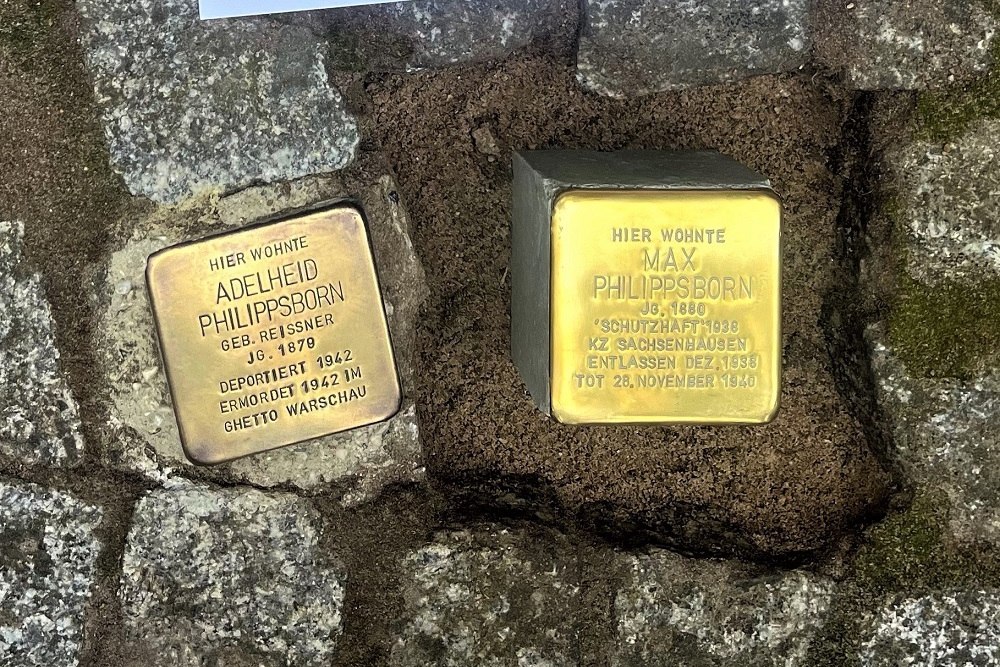 HIER WOHNTE
ADELHEID
PHILIPPSBORN
GEB. REISSNER
JG. 1879
DEPORTIERT 1942
ERMORDET 1942 IM
GHETTO WARSCHAU
HIER WOHNTE
MAX
PHILIPPSBORN
JG. 1880
'SCHUTZHAFT' 1938
KZ SACHSENHAUSEN
ENTLASSEN DEZ. 1938
TOT 28. NOVEMBER 1940